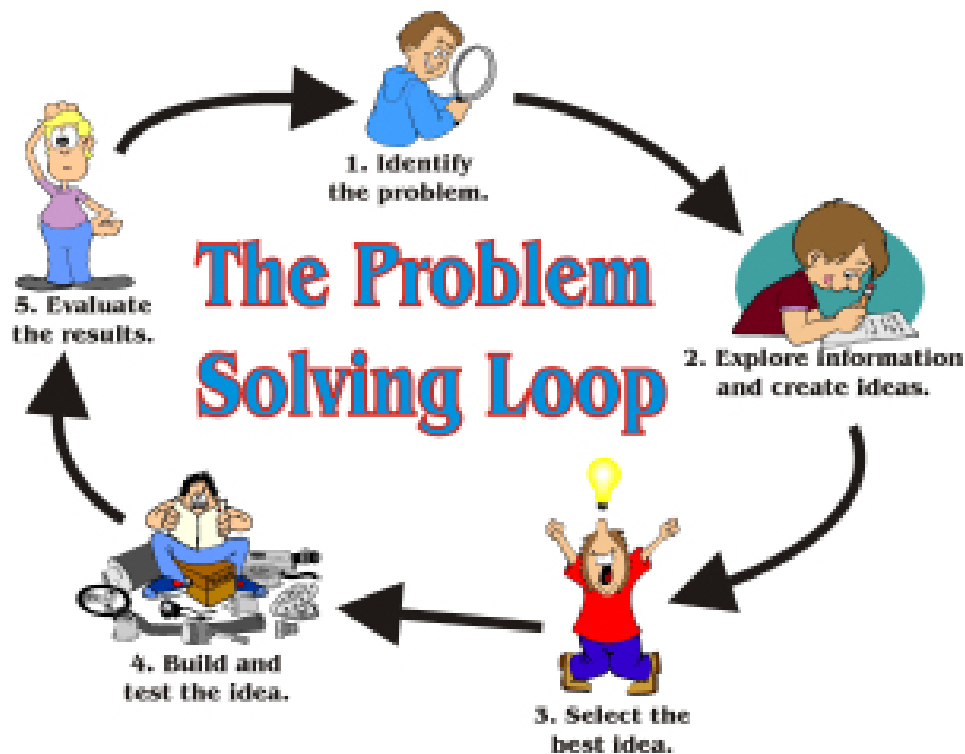 1. Identify
the problem.
The Problem
Solving Loop
2. Explore information
and create ideas.
3. Select the
best idea.
4. Build and
test the idea.
5. Evaluate
the results.